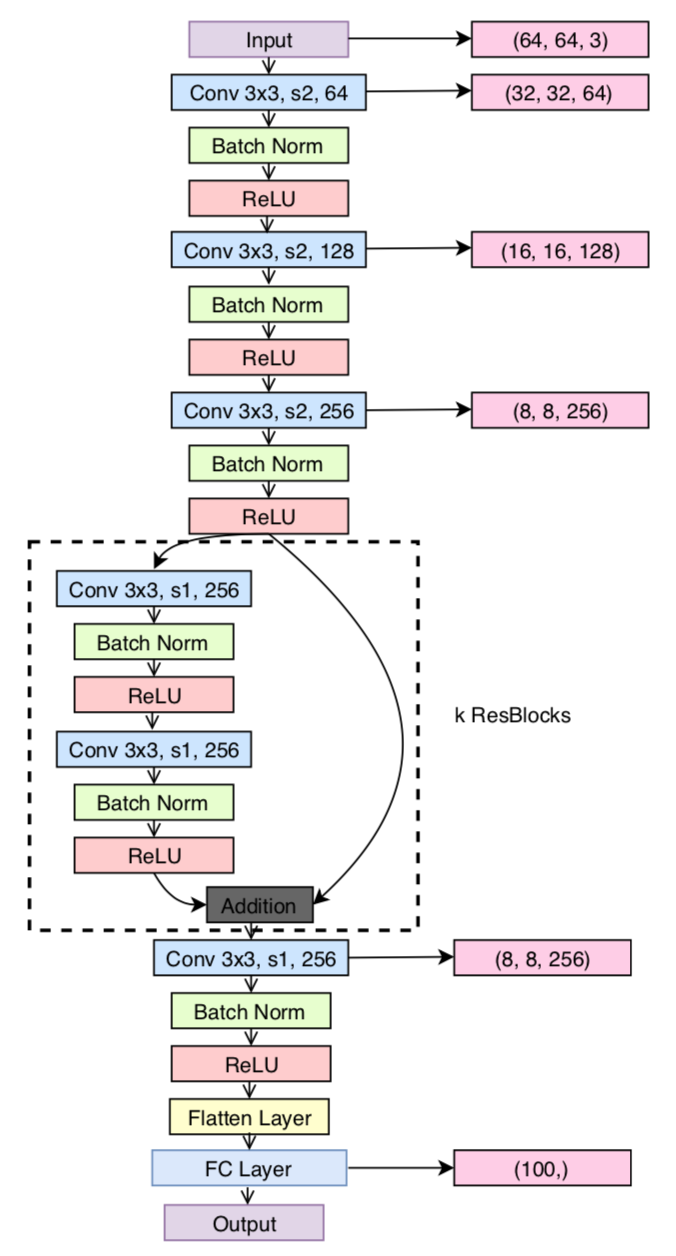 Input
(64, 64, 3)
Conv 3x3, s2, 64
(32, 32, 64)
Batch Norm
ReLU
Conv 3x3, s2, 128
(16, 16, 128)
Batch Norm
ReLU
Conv 3x3, s2, 256
(8, 8, 256)
Batch Norm
ReLU
Conv 3x3, s1, 256
Batch Norm
ReLU
k ResBlocks
Conv 3x3, s1, 256
Batch Norm
ReLU
Addition
Conv 3x3, s1, 256
(8, 8, 256)
Batch Norm
ReLU
Flatten Layer
FC Layer
(100,)
Output